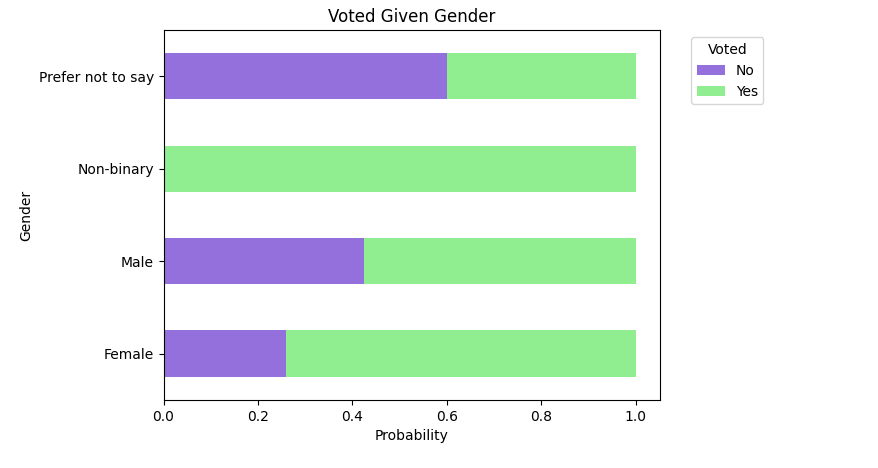 Voted Given Gender
Voted
No
Yes
Gender
Prefer not to say
Non-binary
Male
Female
0.0 0.2 0.4 0.6 0.8 1.0
Probability